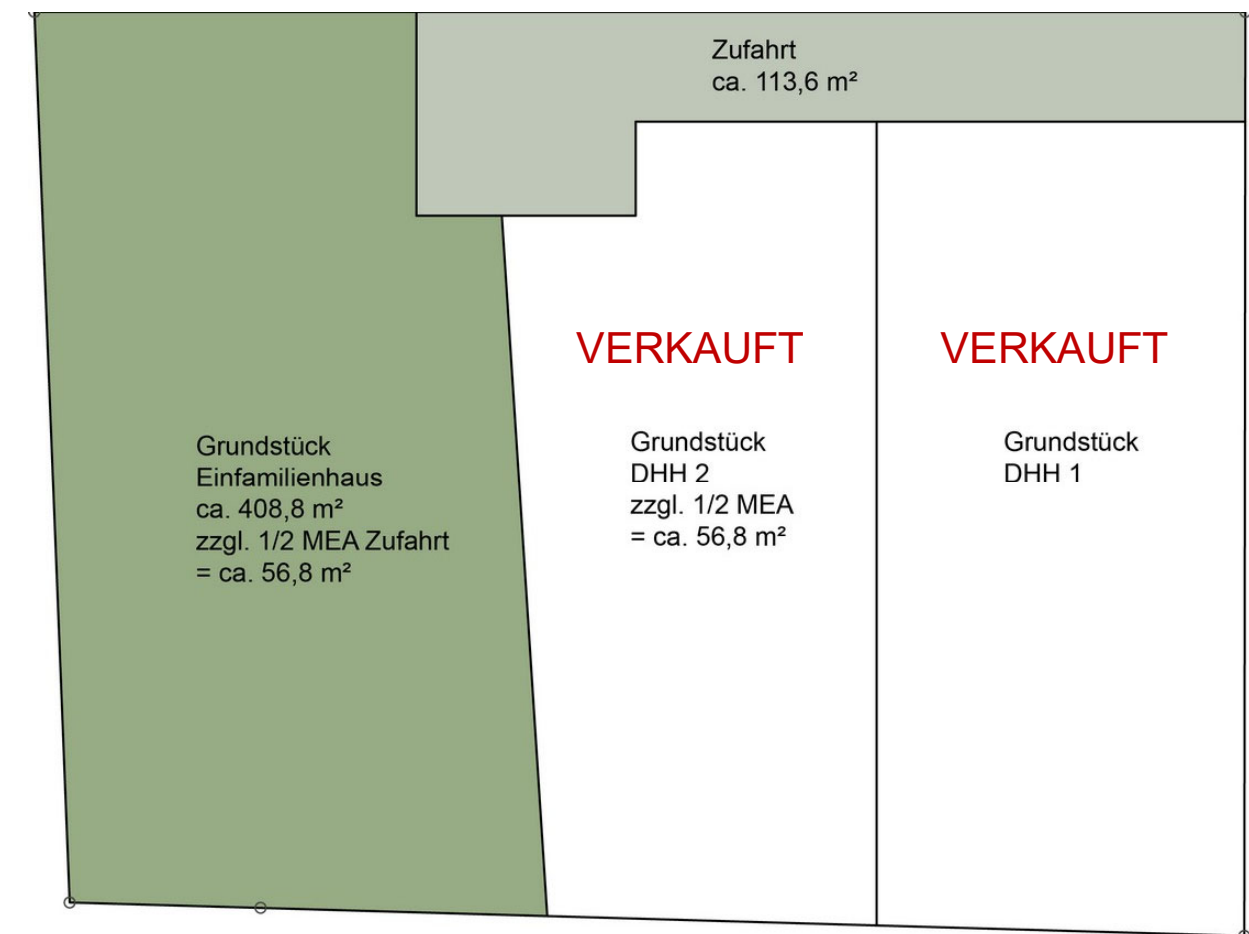 Zufahrt
ca. 113,6 m²
VERKAUFT
VERKAUFT
Grundstück
Einfamilienhaus
ca. 408,8 m²
zzgl. 1/2 MEA Zufahrt
= ca. 56,8 m²
Grundstück
DHH 2
zzgl. 1/2 MEA
= ca. 56,8 m²
Grundstück
DHH 1